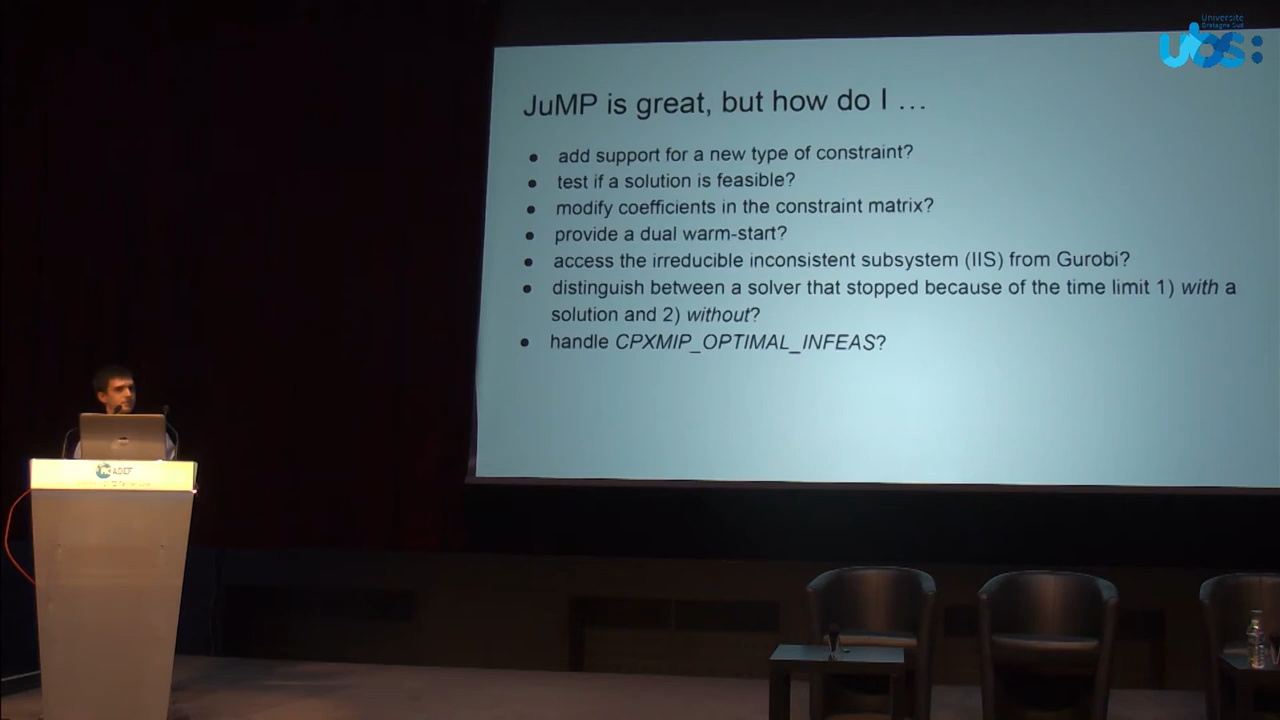 Université
Bretagne Sud
ubs:
JuMP is great, but how do I …
● add support for a new type of constraint?
● test if a solution is feasible?
● modify coefficients in the constraint matrix?
● provide a dual warm-start?
● access the irreducible inconsistent subsystem (IIS) from Gurobi?
● distinguish between a solver that stopped because of the time limit 1) with a
solution and 2) without?
● handle CPXMIP_OPTIMAL_INFEAS?